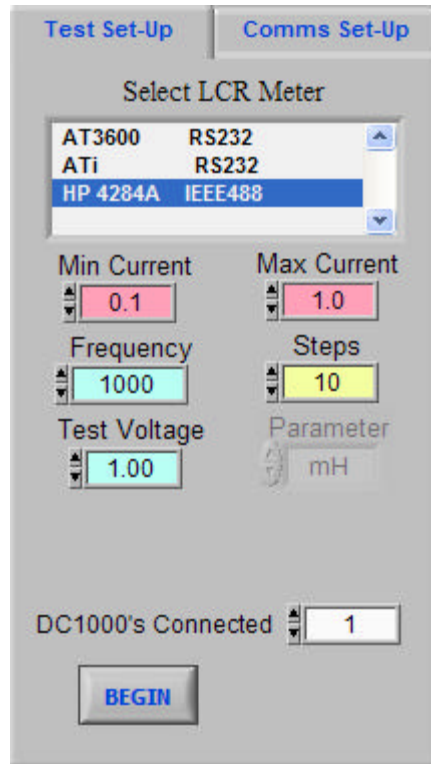 Test Set-Up Comms Set-Up
Select LCR Meter
AT3600 RS232
ATi RS232
HP 4284A IEEE488
Min Current Max Current
0.1 1.0
Frequency Steps
1000 10
Test Voltage Parameter
1.00 mH
DC1000's Connected 1
BEGIN